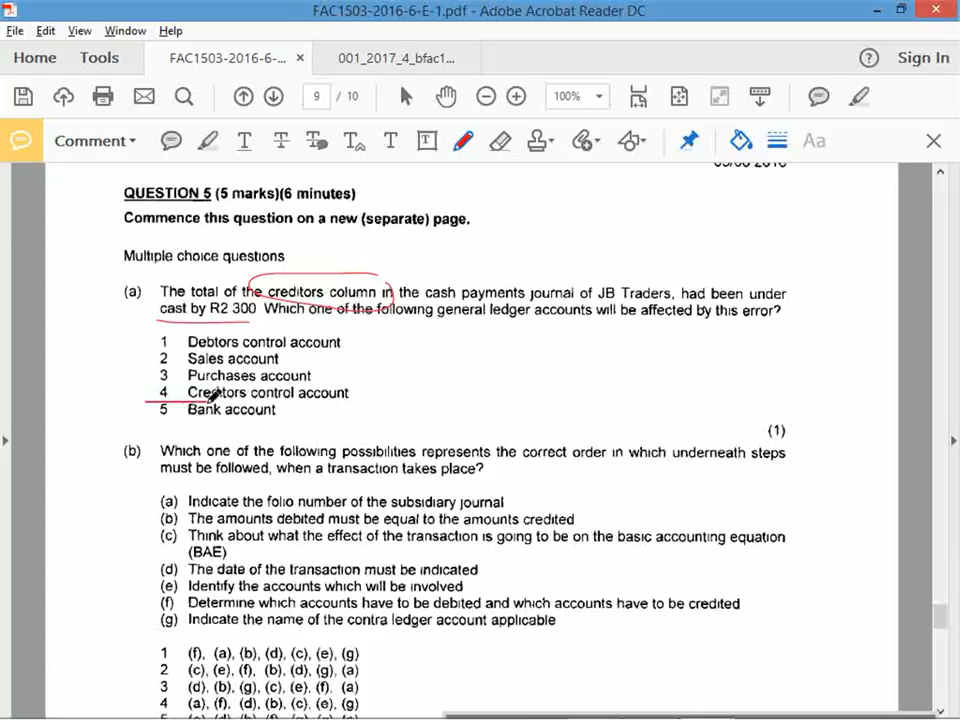 FAC1503-2016-6-E-1.pdf - Adobe Acrobat Reader DC
File Edit View Window Help
Home Tools FAC1503-2016-6-... × 001_2017_4_bfac1... ? Sign In
9 / 10 100%
Comment
QUESTION 5 (5 marks)(6 minutes)
Commence this question on a new (separate) page.
Multiple choice questions
(a) The total of the creditors column in the cash payments journal of JB Traders, had been under
cast by R2 300 Which one of the following general ledger accounts will be affected by this error?
1 Debtors control account
2 Sales account
3 Purchases account
4 Creditors control account
5 Bank account
(1)
(b) Which one of the following possibilities represents the correct order in which underneath steps
must be followed, when a transaction takes place?
(a) Indicate the folio number of the subsidiary journal
(b) The amounts debited must be equal to the amounts credited
(c) Think about what the effect of the transaction is going to be on the basic accounting equation
(BAE)
(d) The date of the transaction must be indicated
(e) Identify the accounts which will be involved
(f) Determine which accounts have to be debited and which accounts have to be credited
(g) Indicate the name of the contra ledger account applicable
1 (f), (a), (b), (d), (c), (e), (g)
2 (c), (e), (f), (b), (d), (g), (a)
3 (d), (b), (g), (c), (e), (f), (a)
4 (a), (f), (d), (b), (c), (e), (g)